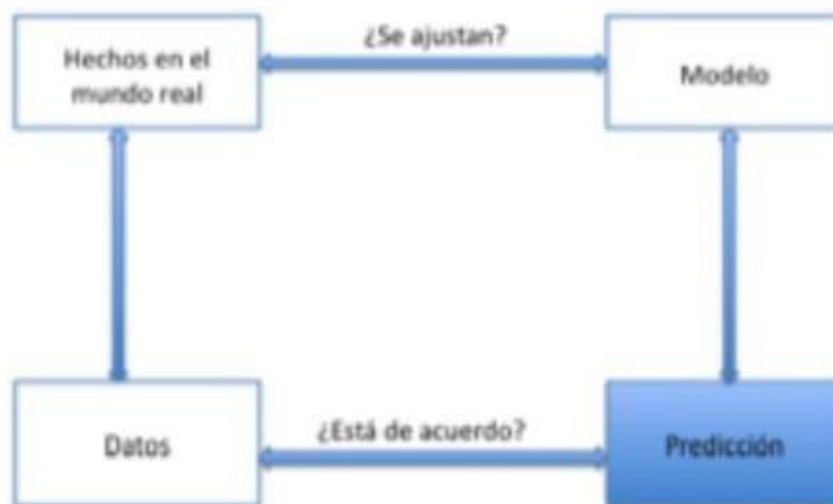 ¿Se ajustan?
Hechos en el
mundo real
Modelo
Datos
¿Está de acuerdo?
Predicción